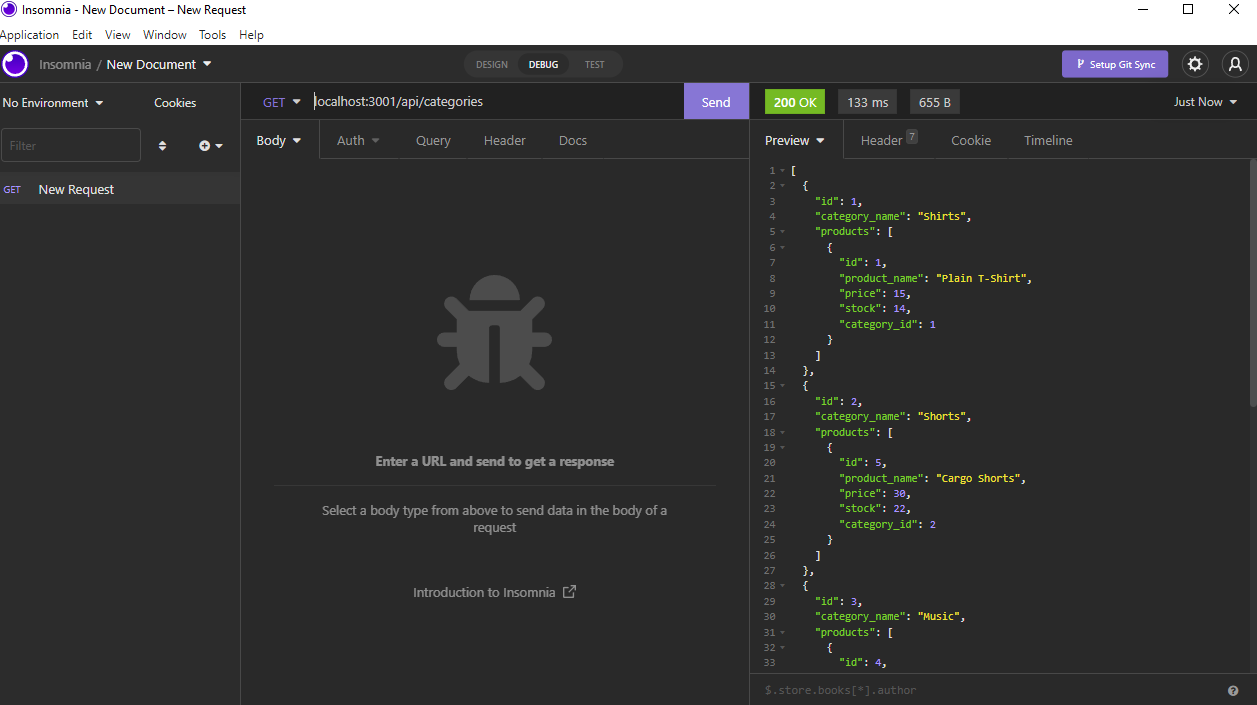 Insomnia - New Document – New Request
Application Edit View Window Tools Help
Insomnia / New Document
DESIGN DEBUG TEST
Setup Git Sync
No Environment Cookies
GET localhost:3001/api/categories Send
200 OK 133 ms 655 B Just Now
Filter
Body Auth Query Header Docs
Preview Header 7 Cookie Timeline
GET New Request
Enter a URL and send to get a response
Select a body type from above to send data in the body of a
request
Introduction to Insomnia
1 [
2 {
3 "id": 1,
4 "category_name": "Shirts",
5 "products": [
6 {
7 "id": 1,
8 "product_name": "Plain T-Shirt",
9 "price": 15,
10 "stock": 14,
11 "category_id": 1
12 }
13 ]
14 },
15 {
16 "id": 2,
17 "category_name": "Shorts",
18 "products": [
19 {
20 "id": 5,
21 "product_name": "Cargo Shorts",
22 "price": 30,
23 "stock": 22,
24 "category_id": 2
25 }
26 ]
27 },
28 {
29 "id": 3,
30 "category_name": "Music",
31 "products": [
32 {
33 "id": 4,
$.store.books[*].author